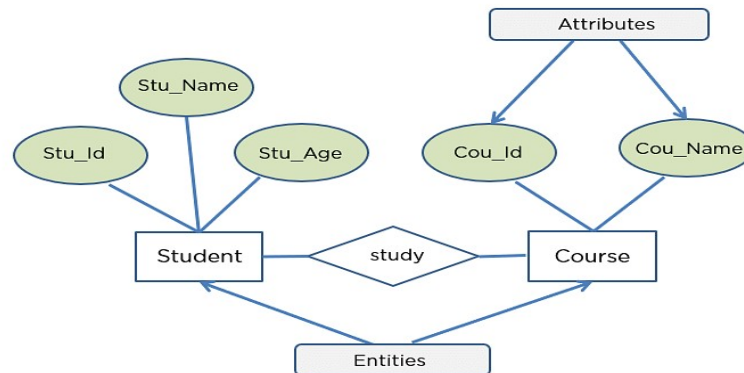 Attributes
Stu_Name
Stu_Id
Stu_Age
Cou_Id
Cou_Name
Student
study
Course
Entities